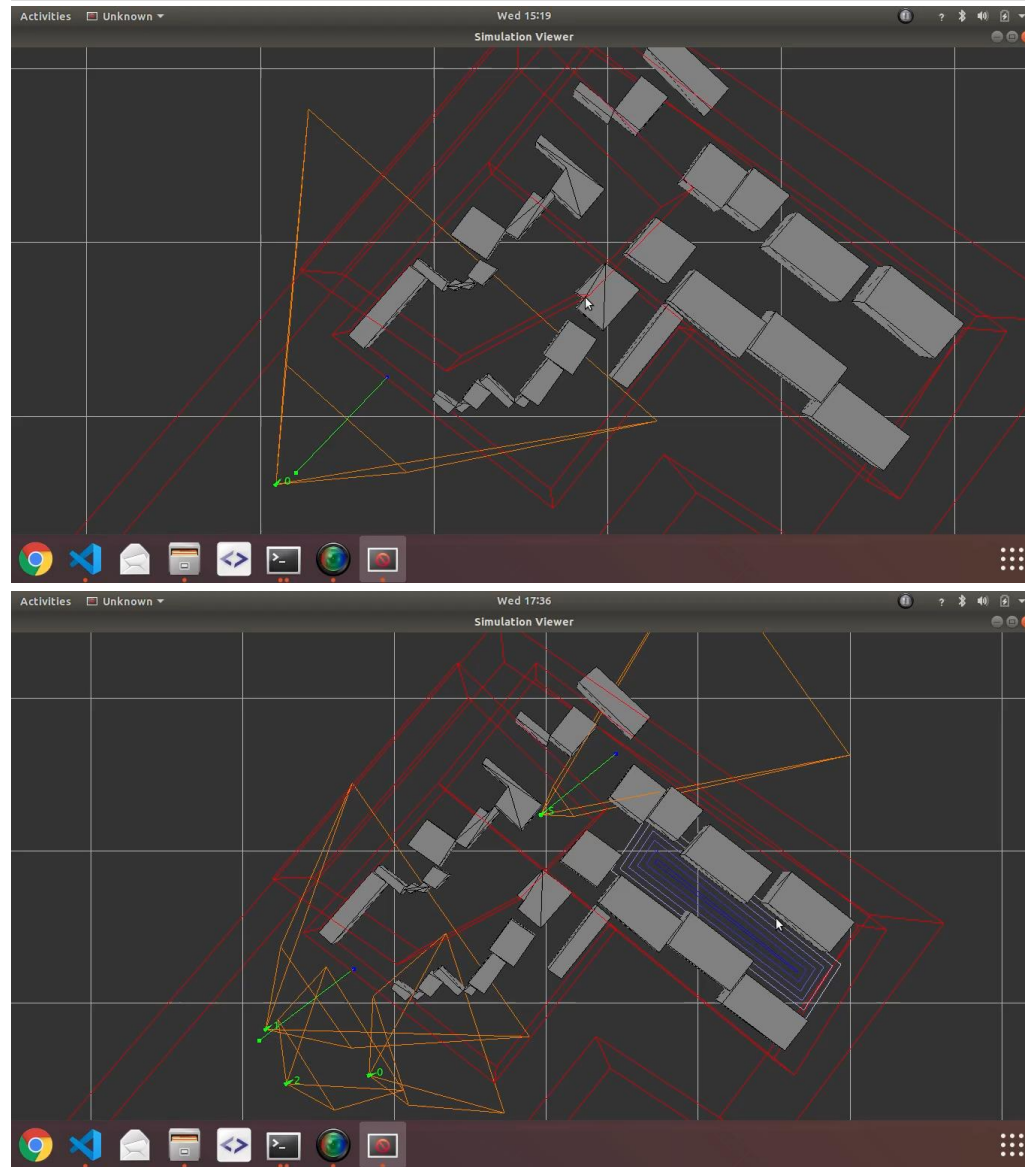 Activities Unknown Wed 15:19 ?
Simulation Viewer
0
<>
>_
Activities Unknown Wed 17:36 ?
Simulation Viewer
5
1
0
2
<>
>_